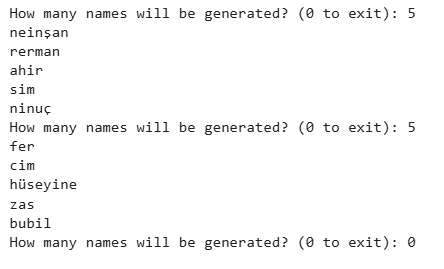 How many names will be generated? (0 to exit): 5
neinşan
rerman
ahir
sim
ninuç
How many names will be generated? (0 to exit): 5
fer
cim
hüseyine
zas
bubil
How many names will be generated? (0 to exit): 0